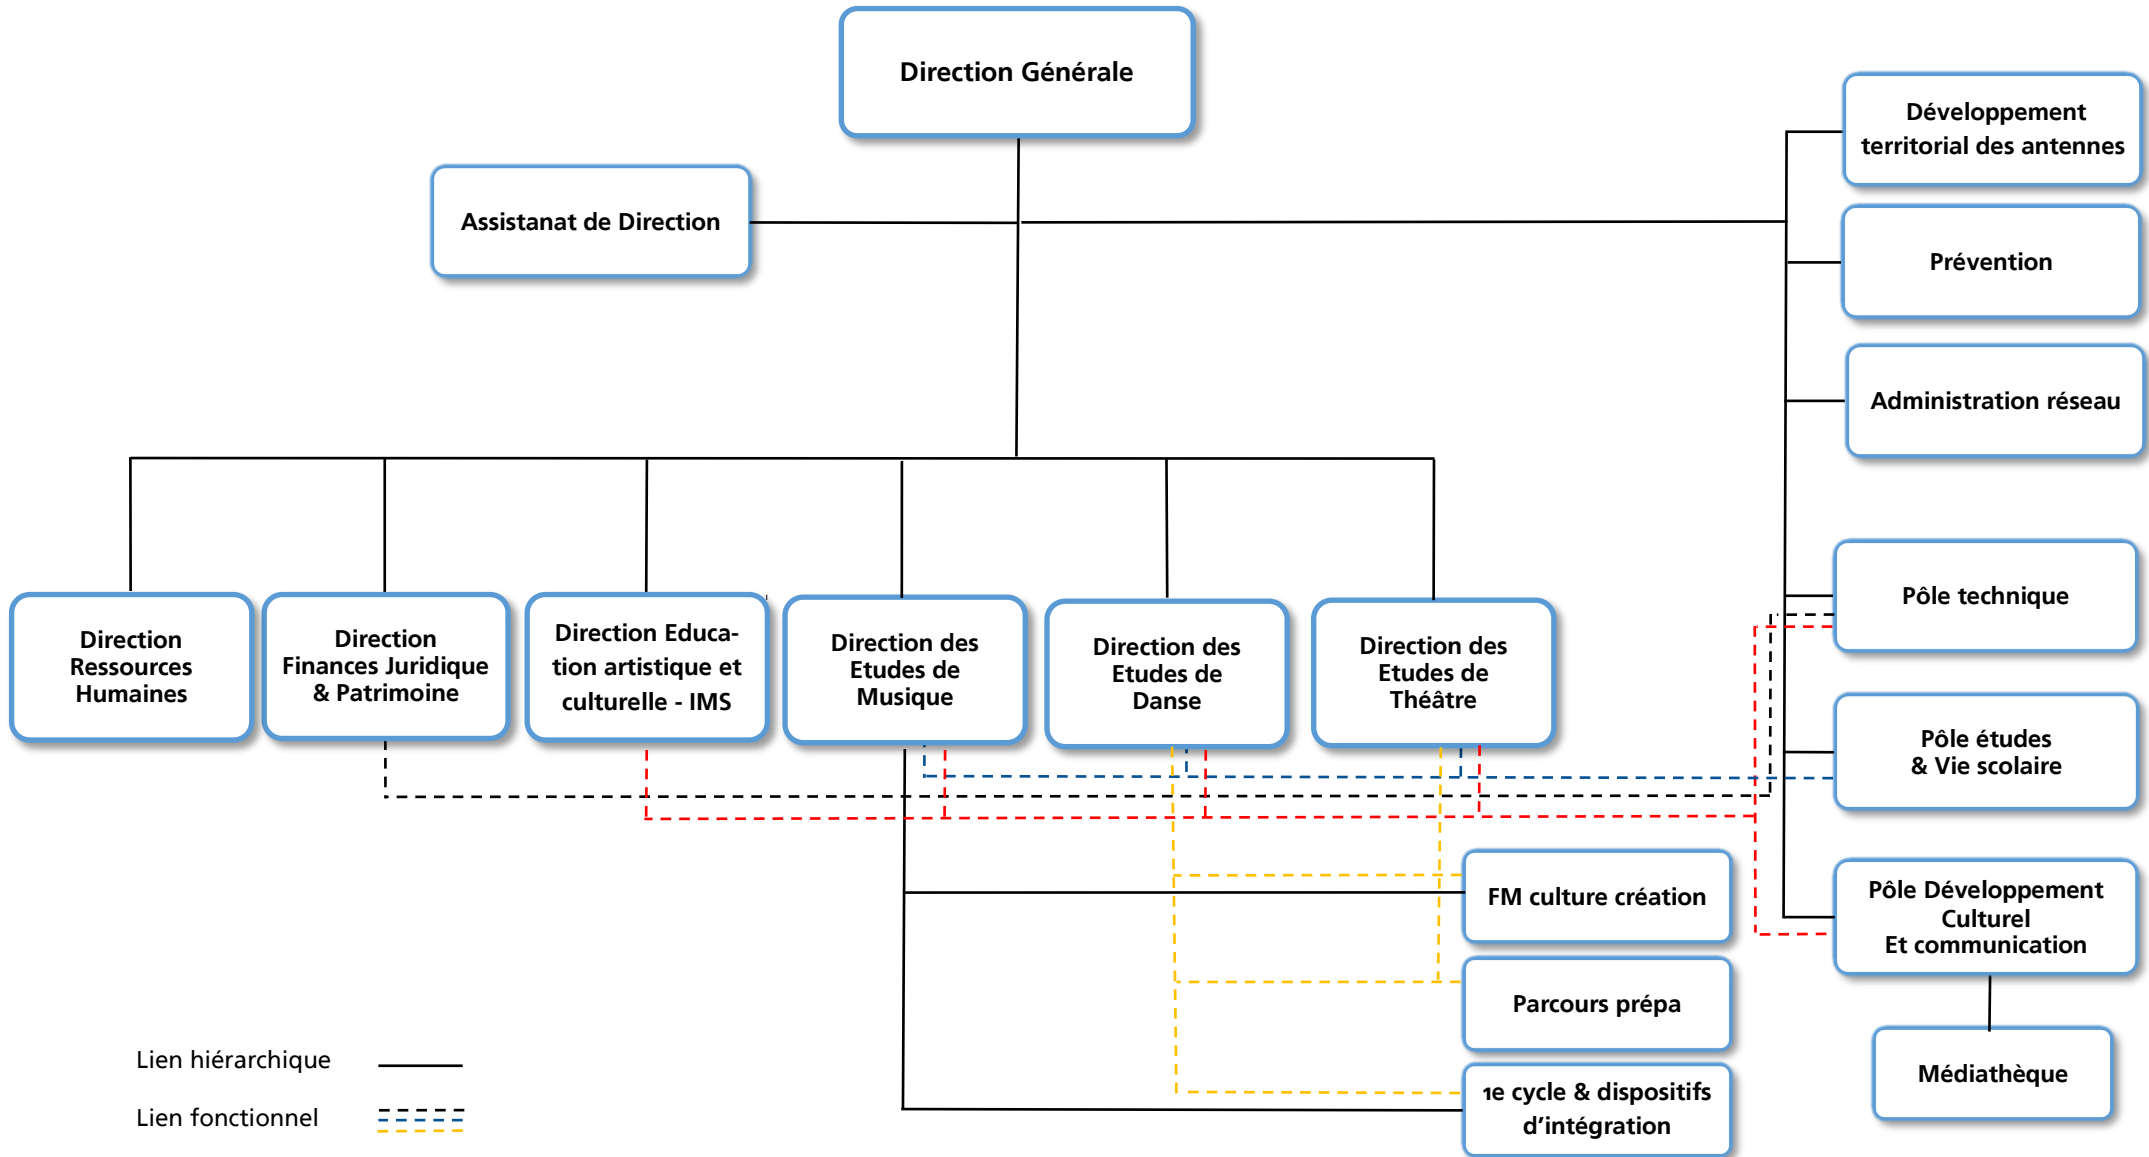 Direction Générale
Développement
territorial des antennes
Assistanat de Direction
Prévention
Administration réseau
Direction
Ressources
Humaines
Direction
Finances Juridique
& Patrimoine
Direction Educa-
tion artistique et
culturelle - IMS
Direction des
Etudes de
Musique
Direction des
Etudes de
Danse
Direction des
Etudes de
Théâtre
Pôle technique
Pôle études
& Vie scolaire
FM culture création
Pôle Développement
Culturel
Et communication
Parcours prépa
Médiathèque
1e cycle & dispositifs
d’intégration
Lien hiérarchique
Lien fonctionnel